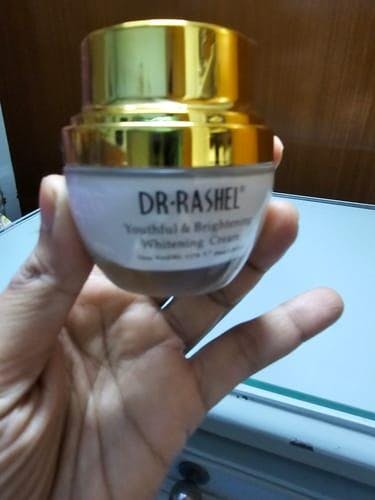 DR·RASHEL®
Youthful & Brightening
Whitening Cream